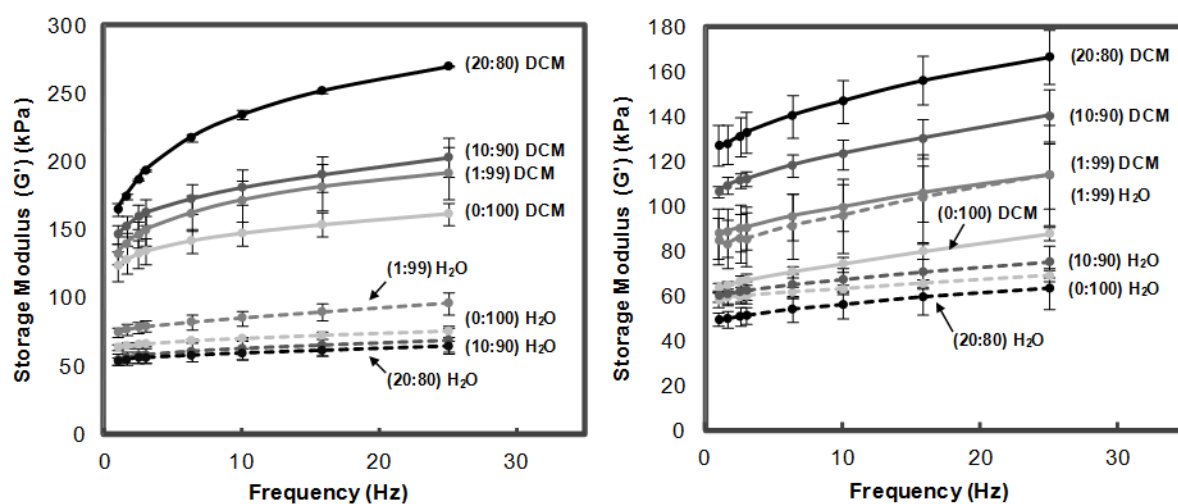 Storage Modulus (G') (kPa)
300
250
200
150
100
50
0
(20:80) DCM
(10:90) DCM
(1:99) DCM
(0:100) DCM
(1:99) H₂O
(0:100) H₂O
(10:90) H₂O
(20:80) H₂O
0
10
20
30
Frequency (Hz)
Storage Modulus (G') (kPa)
180
160
140
120
100
80
60
40
20
0
(20:80) DCM
(10:90) DCM
(1:99) DCM
(1:99) H₂O
(0:100) DCM
(10:90) H₂O
(0:100) H₂O
(20:80) H₂O
0
10
20
30
Frequency (Hz)